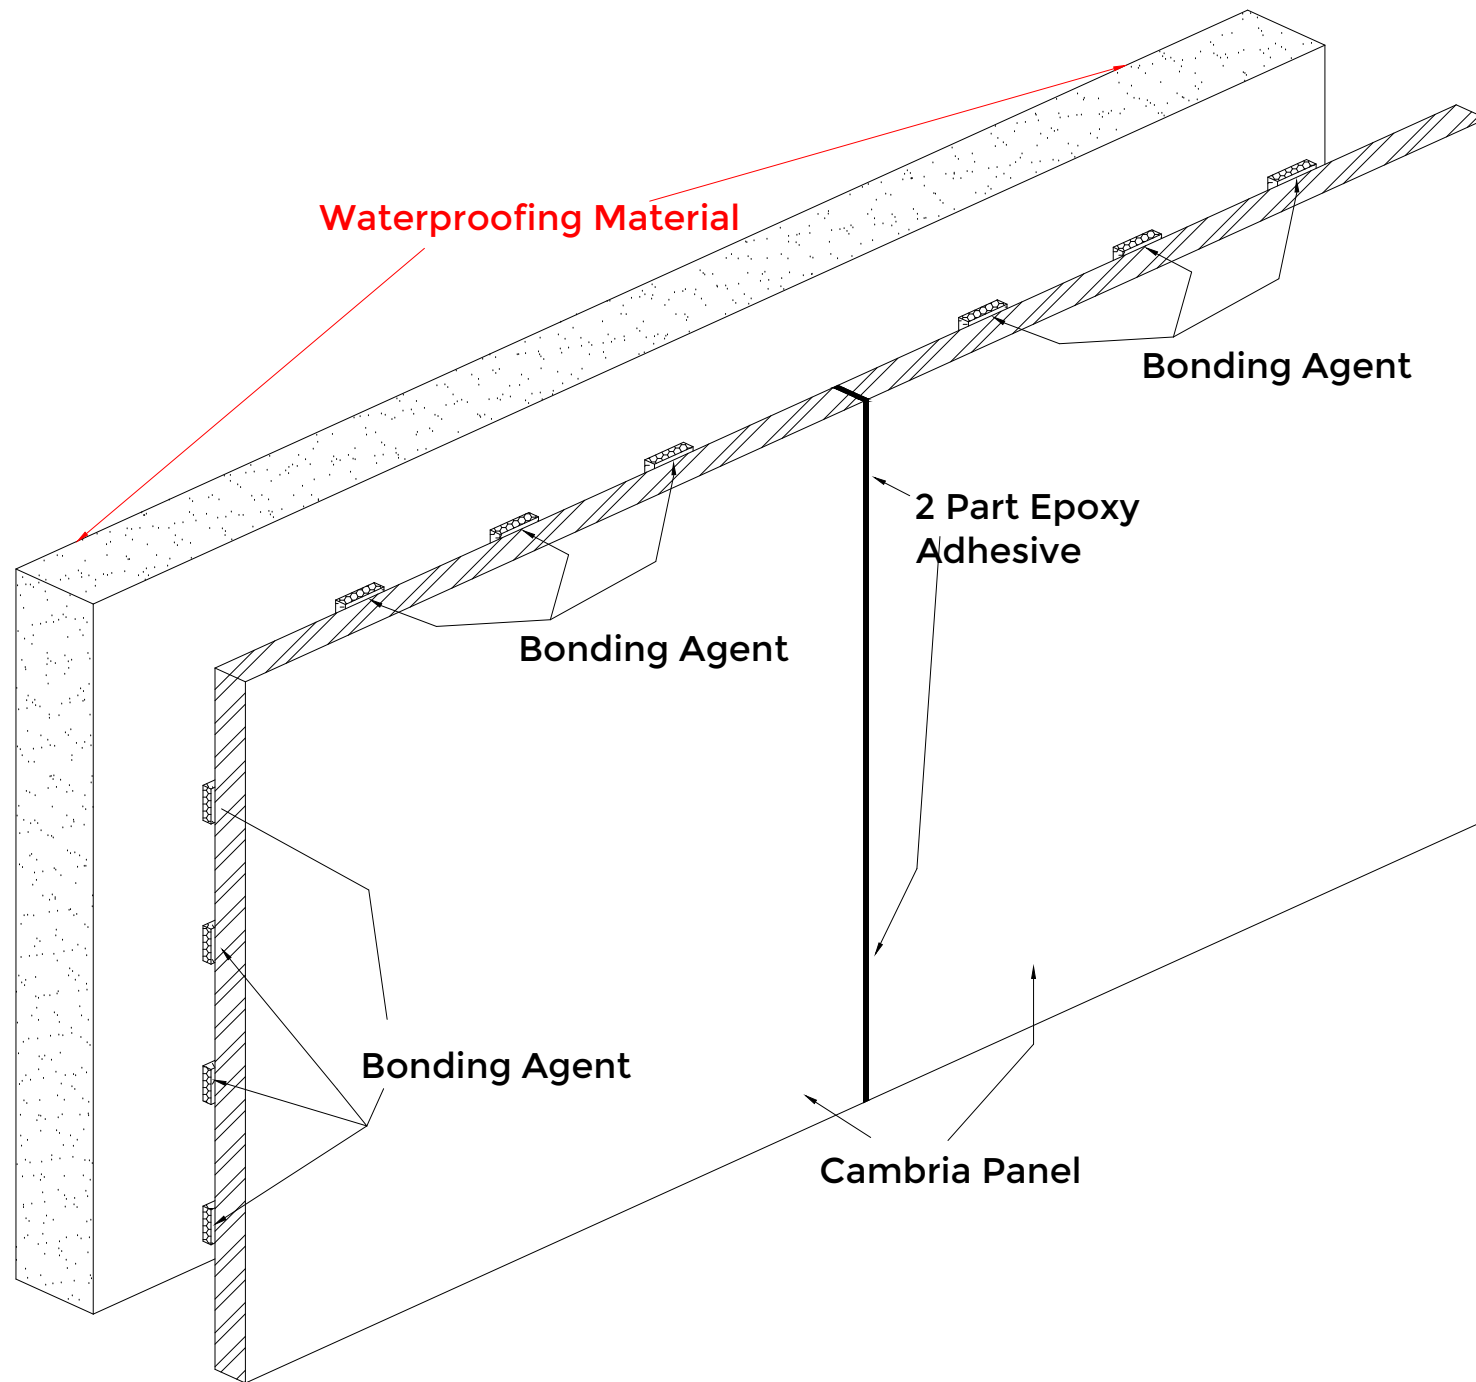 Waterproofing Material
Bonding Agent
2 Part Epoxy
Adhesive
Bonding Agent
Bonding Agent
Cambria Panel